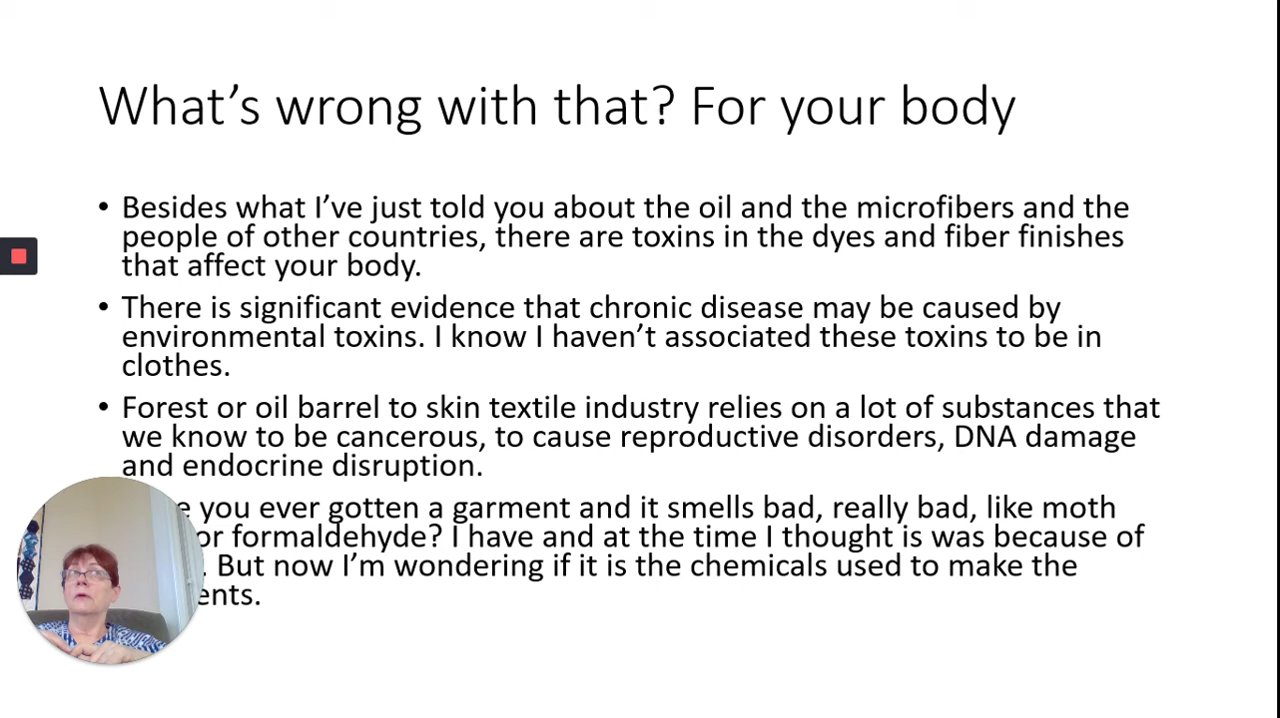 What’s wrong with that? For your body
• Besides what I’ve just told you about the oil and the microfibers and the
people of other countries, there are toxins in the dyes and fiber finishes
that affect your body.
• There is significant evidence that chronic disease may be caused by
environmental toxins. I know I haven’t associated these toxins to be in
clothes.
• Forest or oil barrel to skin textile industry relies on a lot of substances that
we know to be cancerous, to cause reproductive disorders, DNA damage
and endocrine disruption.
you ever gotten a garment and it smells bad, really bad, like moth
or formaldehyde? I have and at the time I thought is was because of
But now I’m wondering if it is the chemicals used to make the